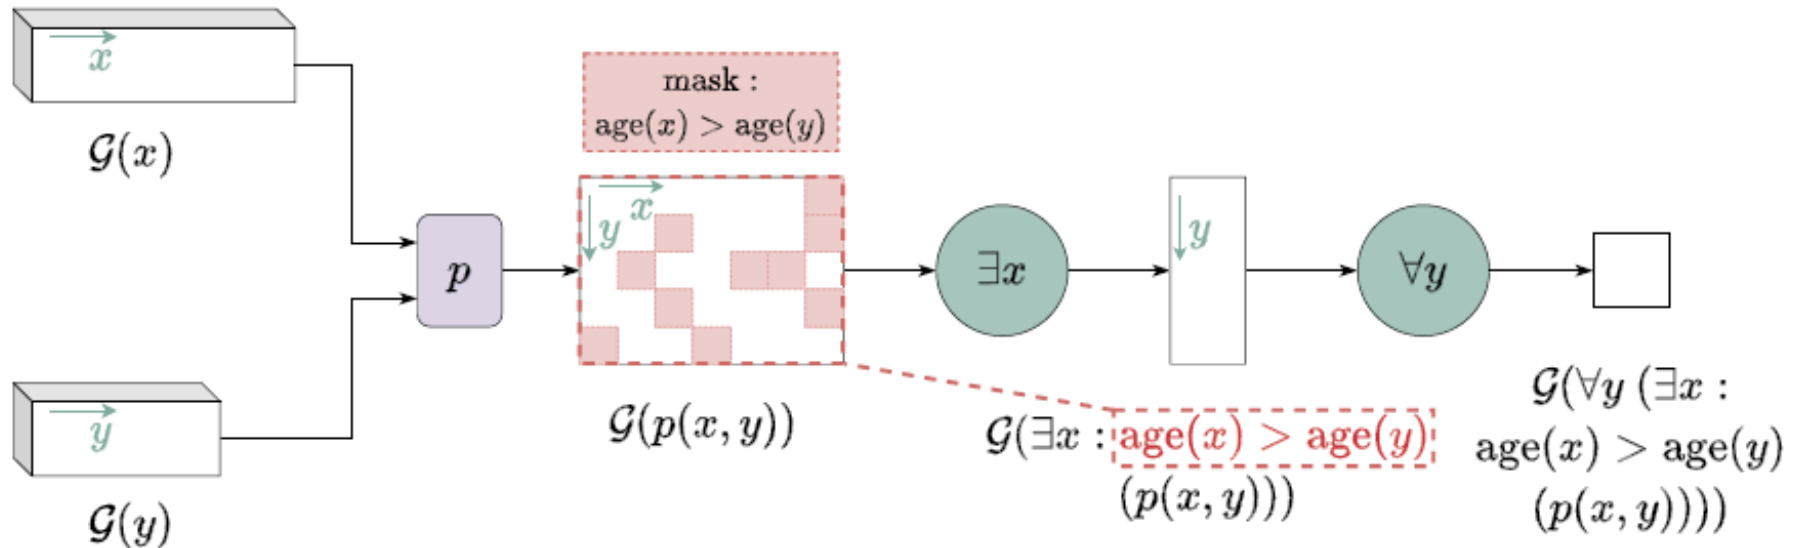 x
𝒢(x)
mask :
age(x) > age(y)
x
y
p
∃x
y
∀y
y
𝒢(y)
𝒢(p(x, y))
𝒢(∃x : age(x) > age(y)
(p(x, y)))
𝒢(∀y (∃x :
age(x) > age(y)
(p(x, y))))